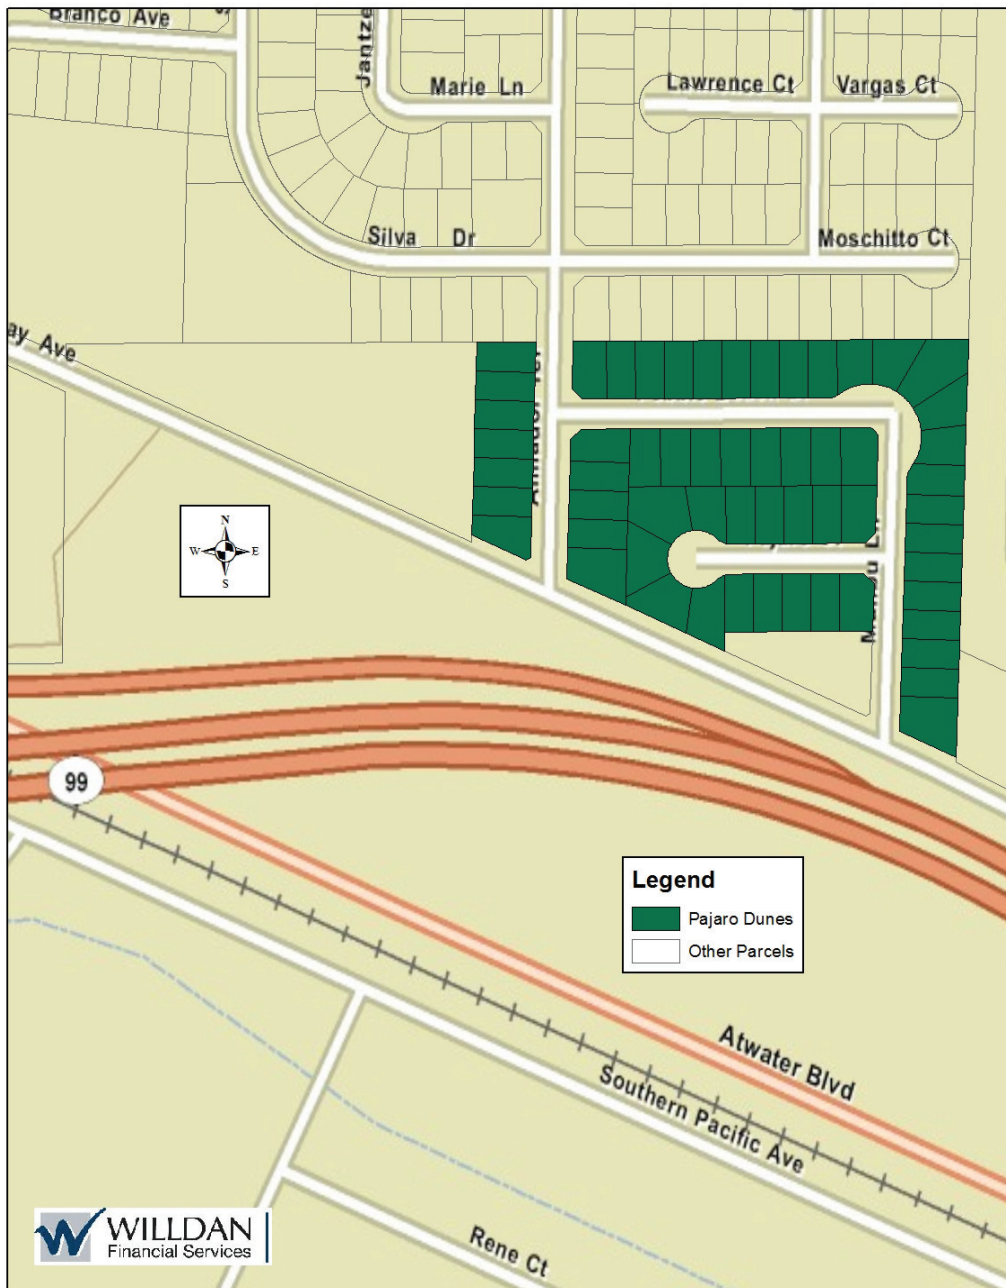 Branco Ave
Jantze
Marie Ln
Lawrence Ct
Vargas Ct
Silva Dr
Moschitto Ct
ay Ave
N
W
E
S
99
Legend
Pajaro Dunes
Other Parcels
Atwater Blvd
Southern Pacific Ave
Rene Ct
WILLDAN
Financial Services